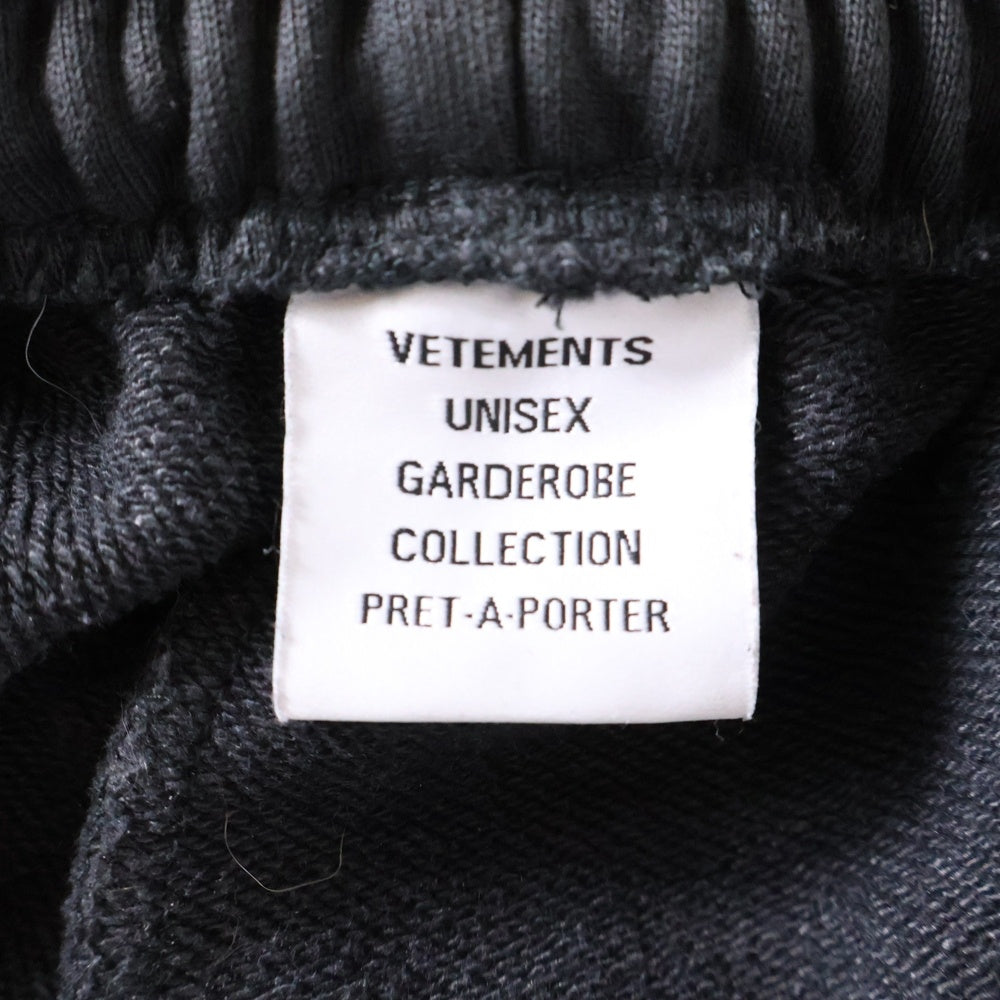 VETEMENTS
UNISEX
GARDEROBE
COLLECTION
PRET-A-PORTER